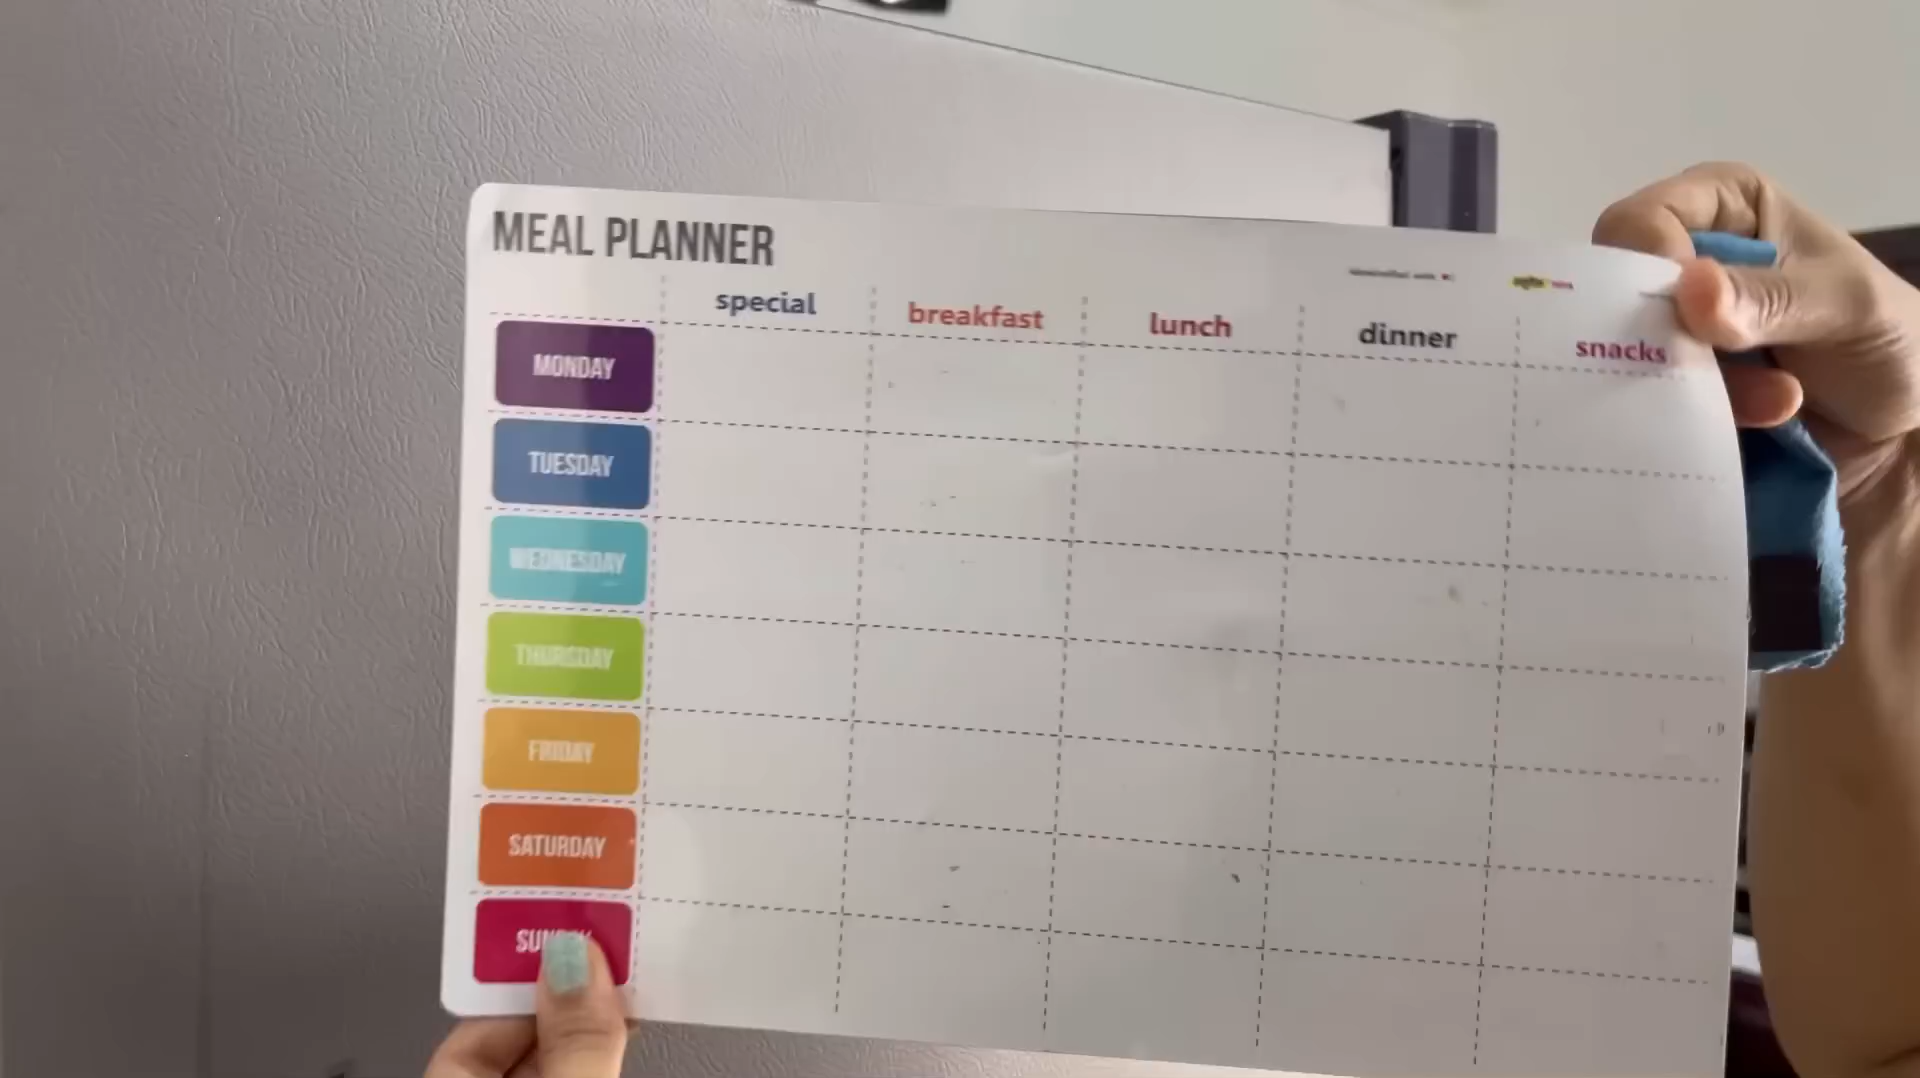 MEAL PLANNER
special breakfast lunch dinner snacks
MONDAY
TUESDAY
WEDNESDAY
THURSDAY
FRIDAY
SATURDAY